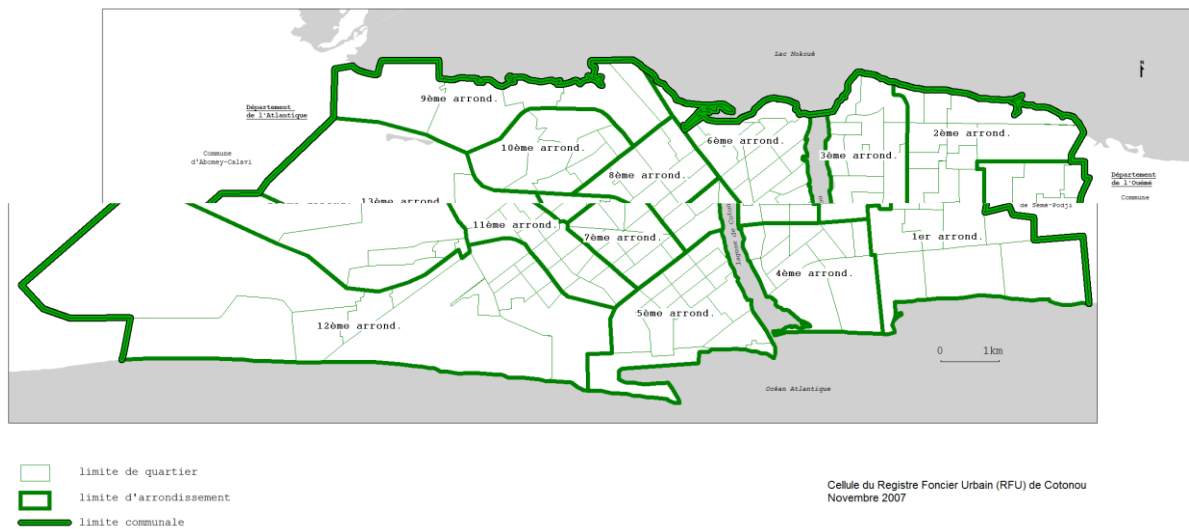 Lac Nokoué
N
9ème arrond.
Département
de l'Atlantique
2ème arrond.
6ème arrond.
10ème arrond.
3ème arrond.
Commune
d'Abomey-Calavi
8ème arrond.
Département
de l'Ouémé
Commune
13ème arrond.
de Sèmè-Podji
11ème arrond.
7ème arrond.
1er arrond.
Lagune de
4ème arrond.
12ème arrond.
5ème arrond.
0 1km
Océan Atlantique
limite de quartier
limite d'arrondissement
limite communale
Cellule du Registre Foncier Urbain (RFU) de Cotonou
Novembre 2007